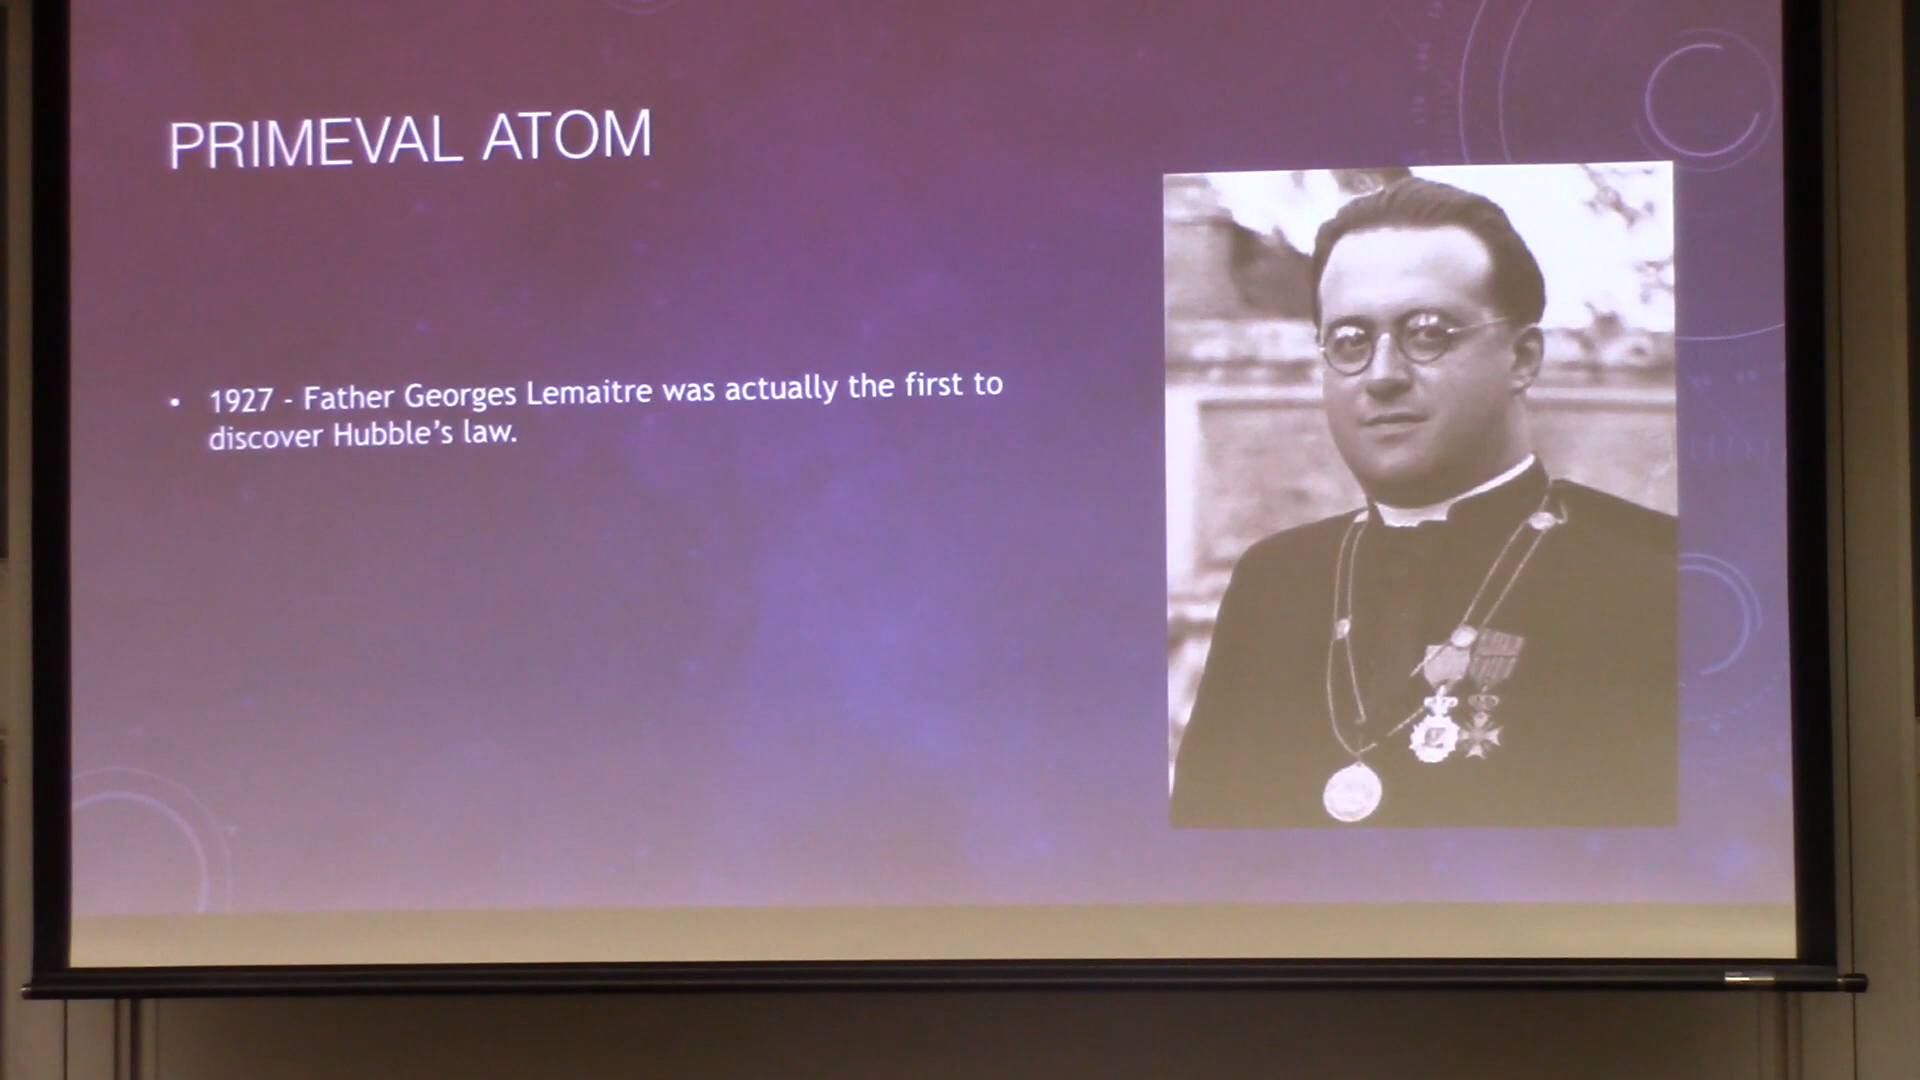 PRIMEVAL ATOM
• 1927 - Father Georges Lemaitre was actually the first to
discover Hubble’s law.